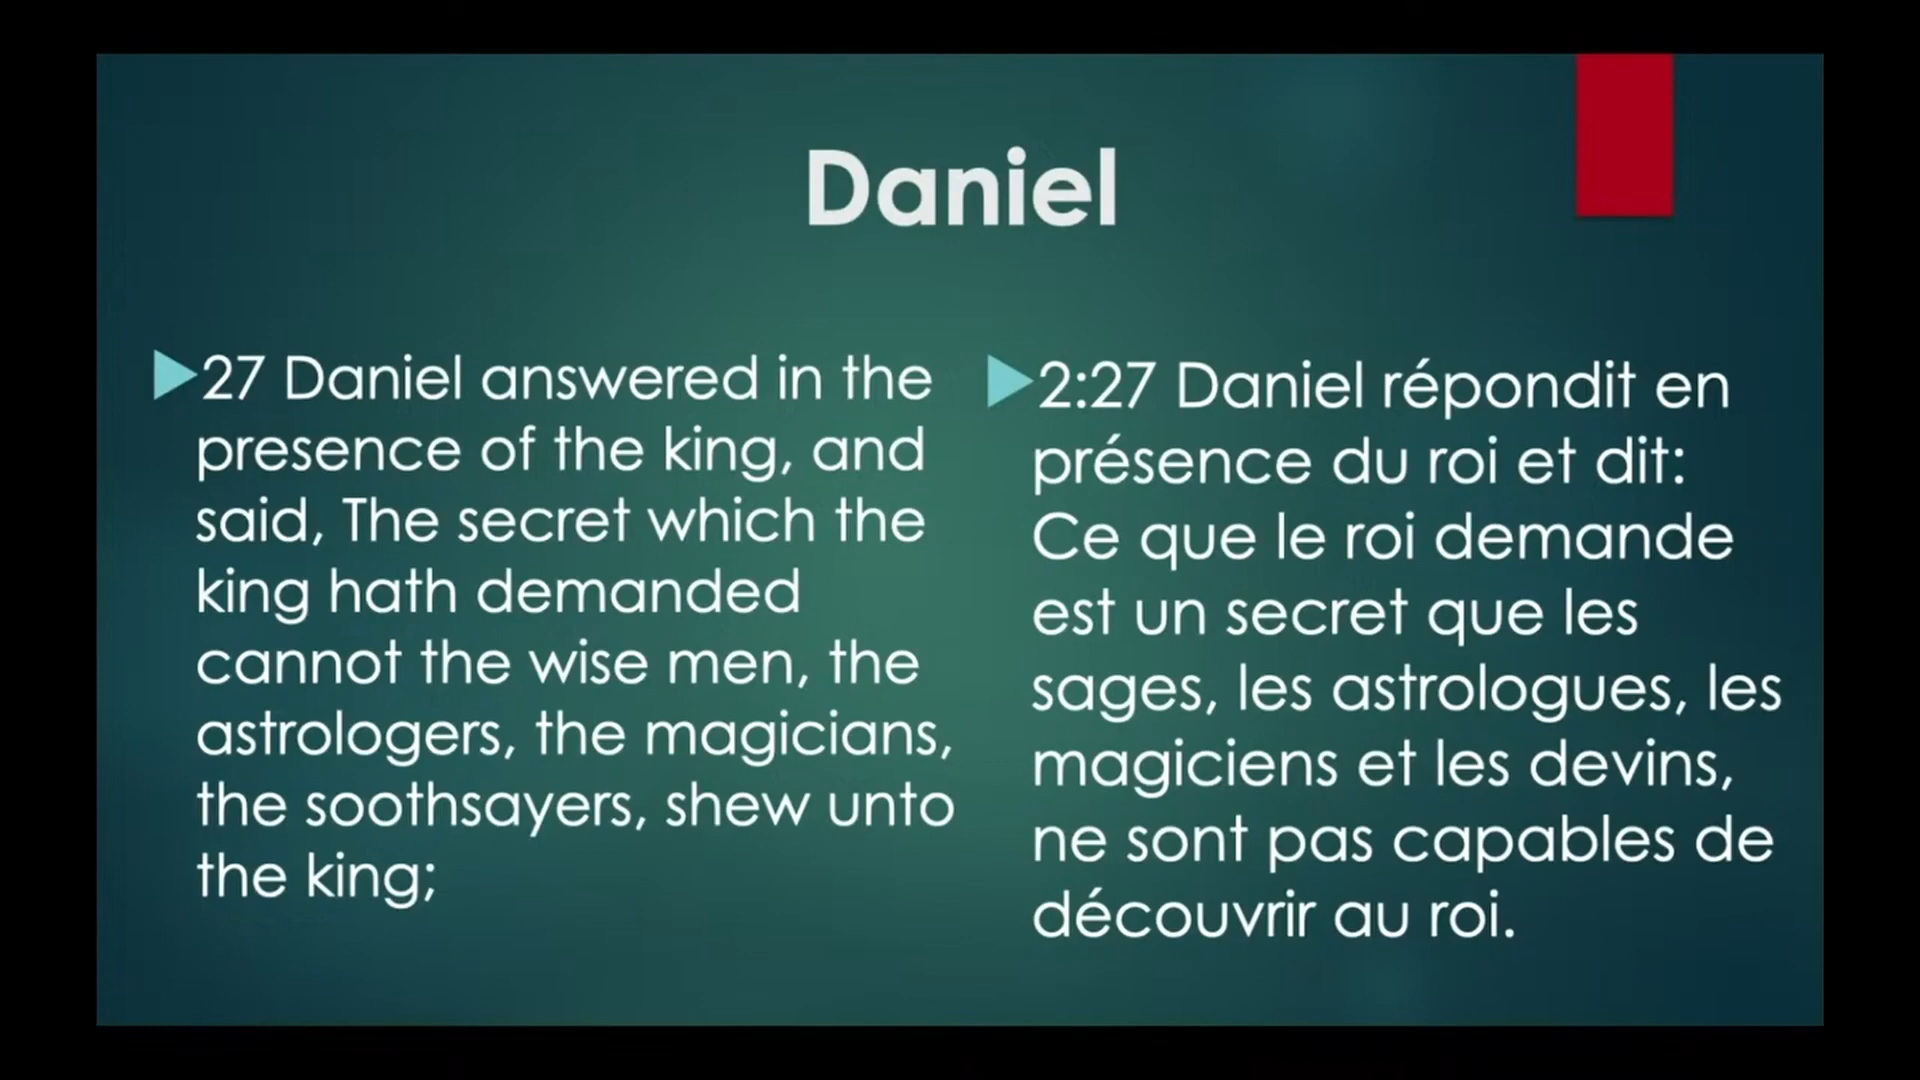 Daniel
27 Daniel answered in the
presence of the king, and
said, The secret which the
king hath demanded
cannot the wise men, the
astrologers, the magicians,
the soothsayers, shew unto
the king;
2:27 Daniel répondit en
présence du roi et dit:
Ce que le roi demande
est un secret que les
sages, les astrologues, les
magiciens et les devins,
ne sont pas capables de
découvrir au roi.